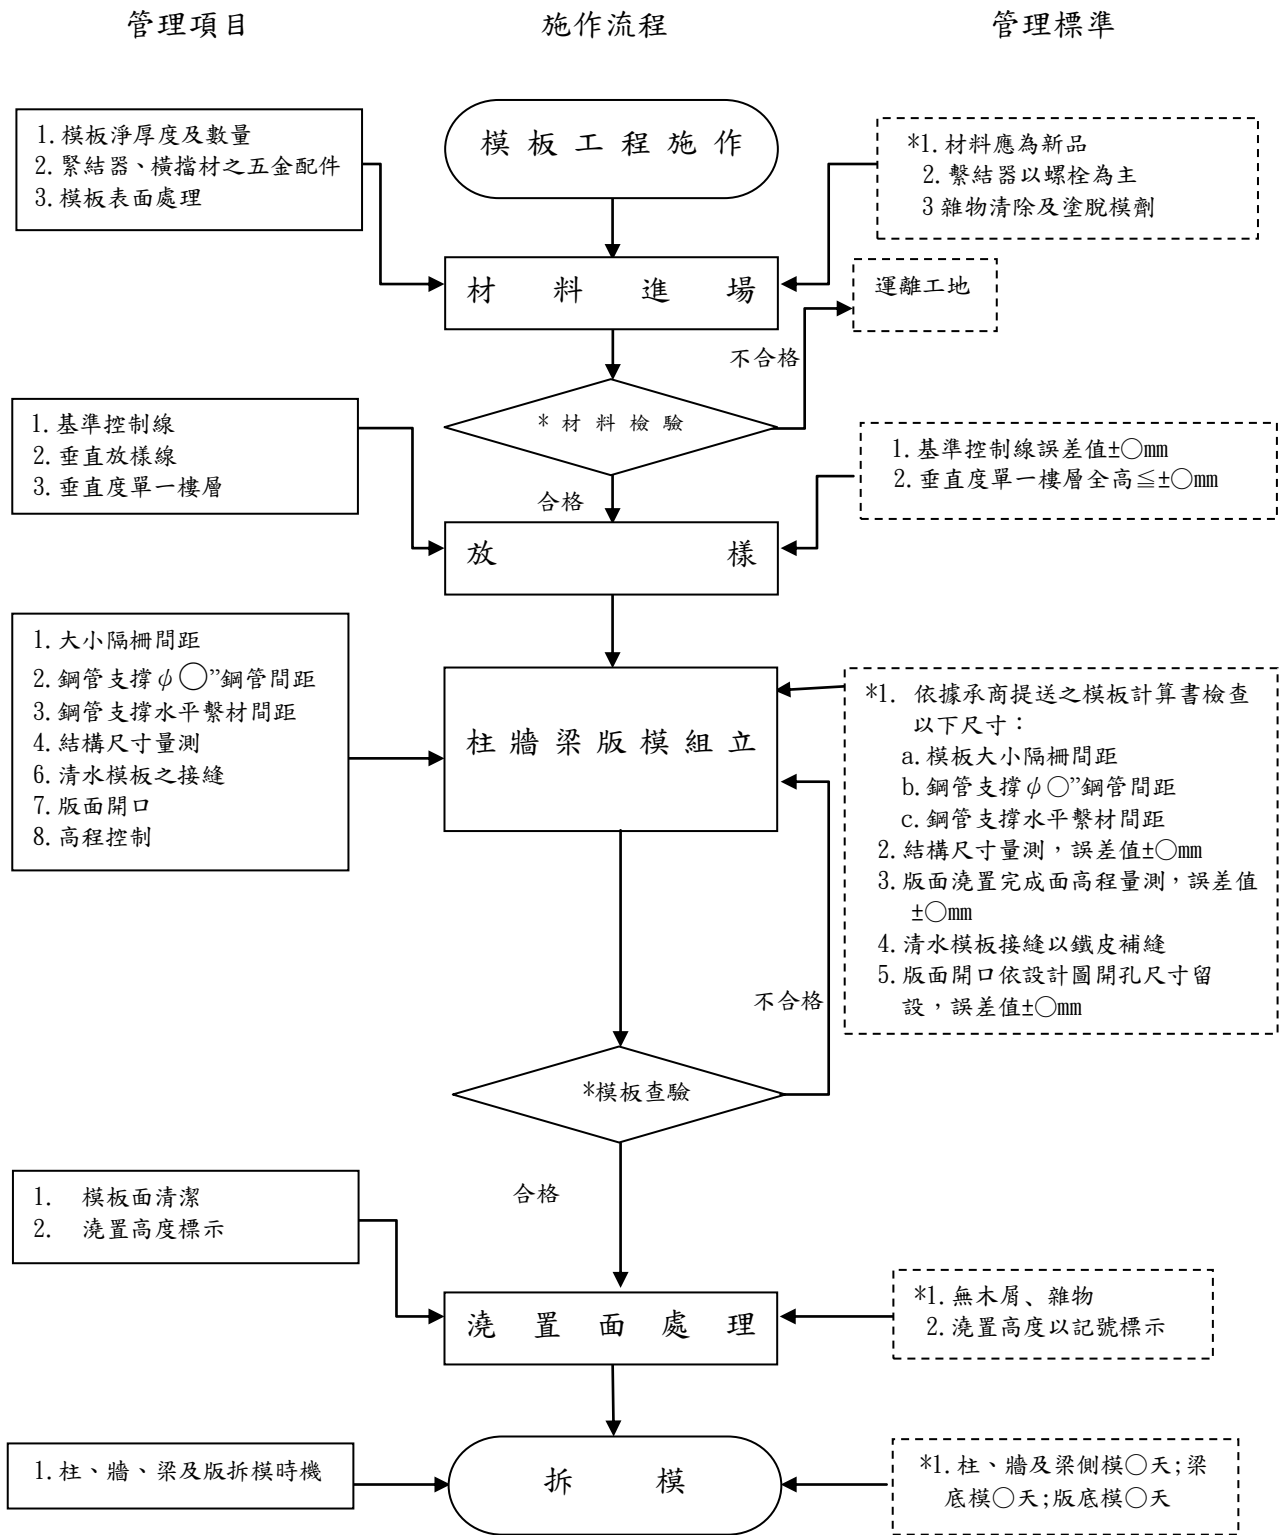 管理項目
施作流程
管理標準
模板工程施作
1.模板淨厚度及數量
2.緊結器、橫擋材之五金配件
3.模板表面處理
*1.材料應為新品
2.繫結器以螺栓為主
3雜物清除及塗脫模劑
材料進場
運離工地
不合格
*材料檢驗
合格
1.基準控制線
2.垂直放樣線
3.垂直度單一樓層
1.基準控制線誤差值±○mm
2.垂直度單一樓層全高≦±○mm
放樣
1.大小隔柵間距
2.鋼管支撐φ○”鋼管間距
3.鋼管支撐水平繫材間距
4.結構尺寸量測
6.清水模板之接縫
7.版面開口
8.高程控制
柱牆梁版模組立
*1. 依據承商提送之模板計算書檢查
以下尺寸：
a.模板大小隔柵間距
b.鋼管支撐φ○”鋼管間距
c.鋼管支撐水平繫材間距
2.結構尺寸量測，誤差值±○mm
3.版面澆置完成面高程量測，誤差值
±○mm
4.清水模板接縫以鐵皮補縫
5.版面開口依設計圖開孔尺寸留
設，誤差值±○mm
不合格
*模板查驗
合格
1. 模板面清潔
2. 澆置高度標示
澆置面處理
*1.無木屑、雜物
2.澆置高度以記號標示
1.柱、牆、梁及版拆模時機
拆模
*1.柱、牆及梁側模○天;梁
底模○天;版底模○天